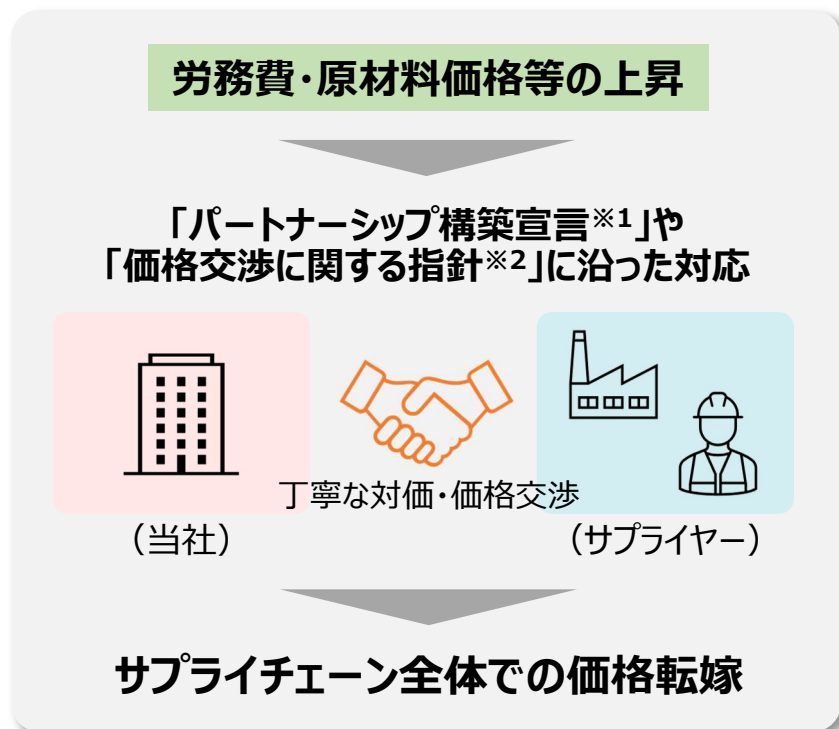 労務費・原材料価格等の上昇
「パートナーシップ構築宣言※1」や
「価格交渉に関する指針※2」に沿った対応
丁寧な対価・価格交渉
（当社）
（サプライヤー）
サプライチェーン全体での価格転嫁